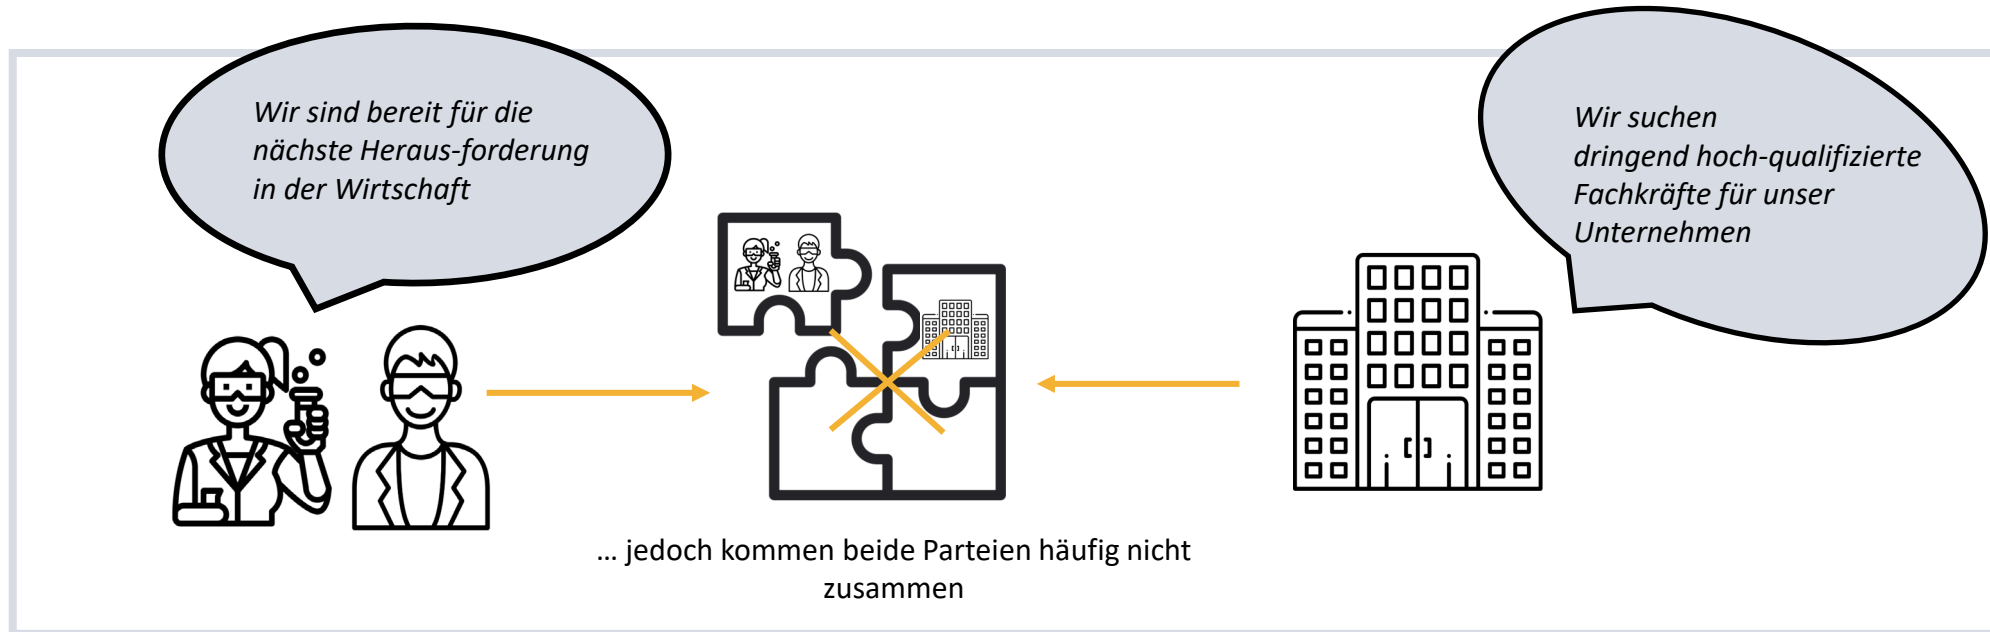 Wir sind bereit für die
nächste Heraus-forderung
in der Wirtschaft
Wir suchen
dringend hoch-qualifizierte
Fachkräfte für unser
Unternehmen
... jedoch kommen beide Parteien häufig nicht
zusammen